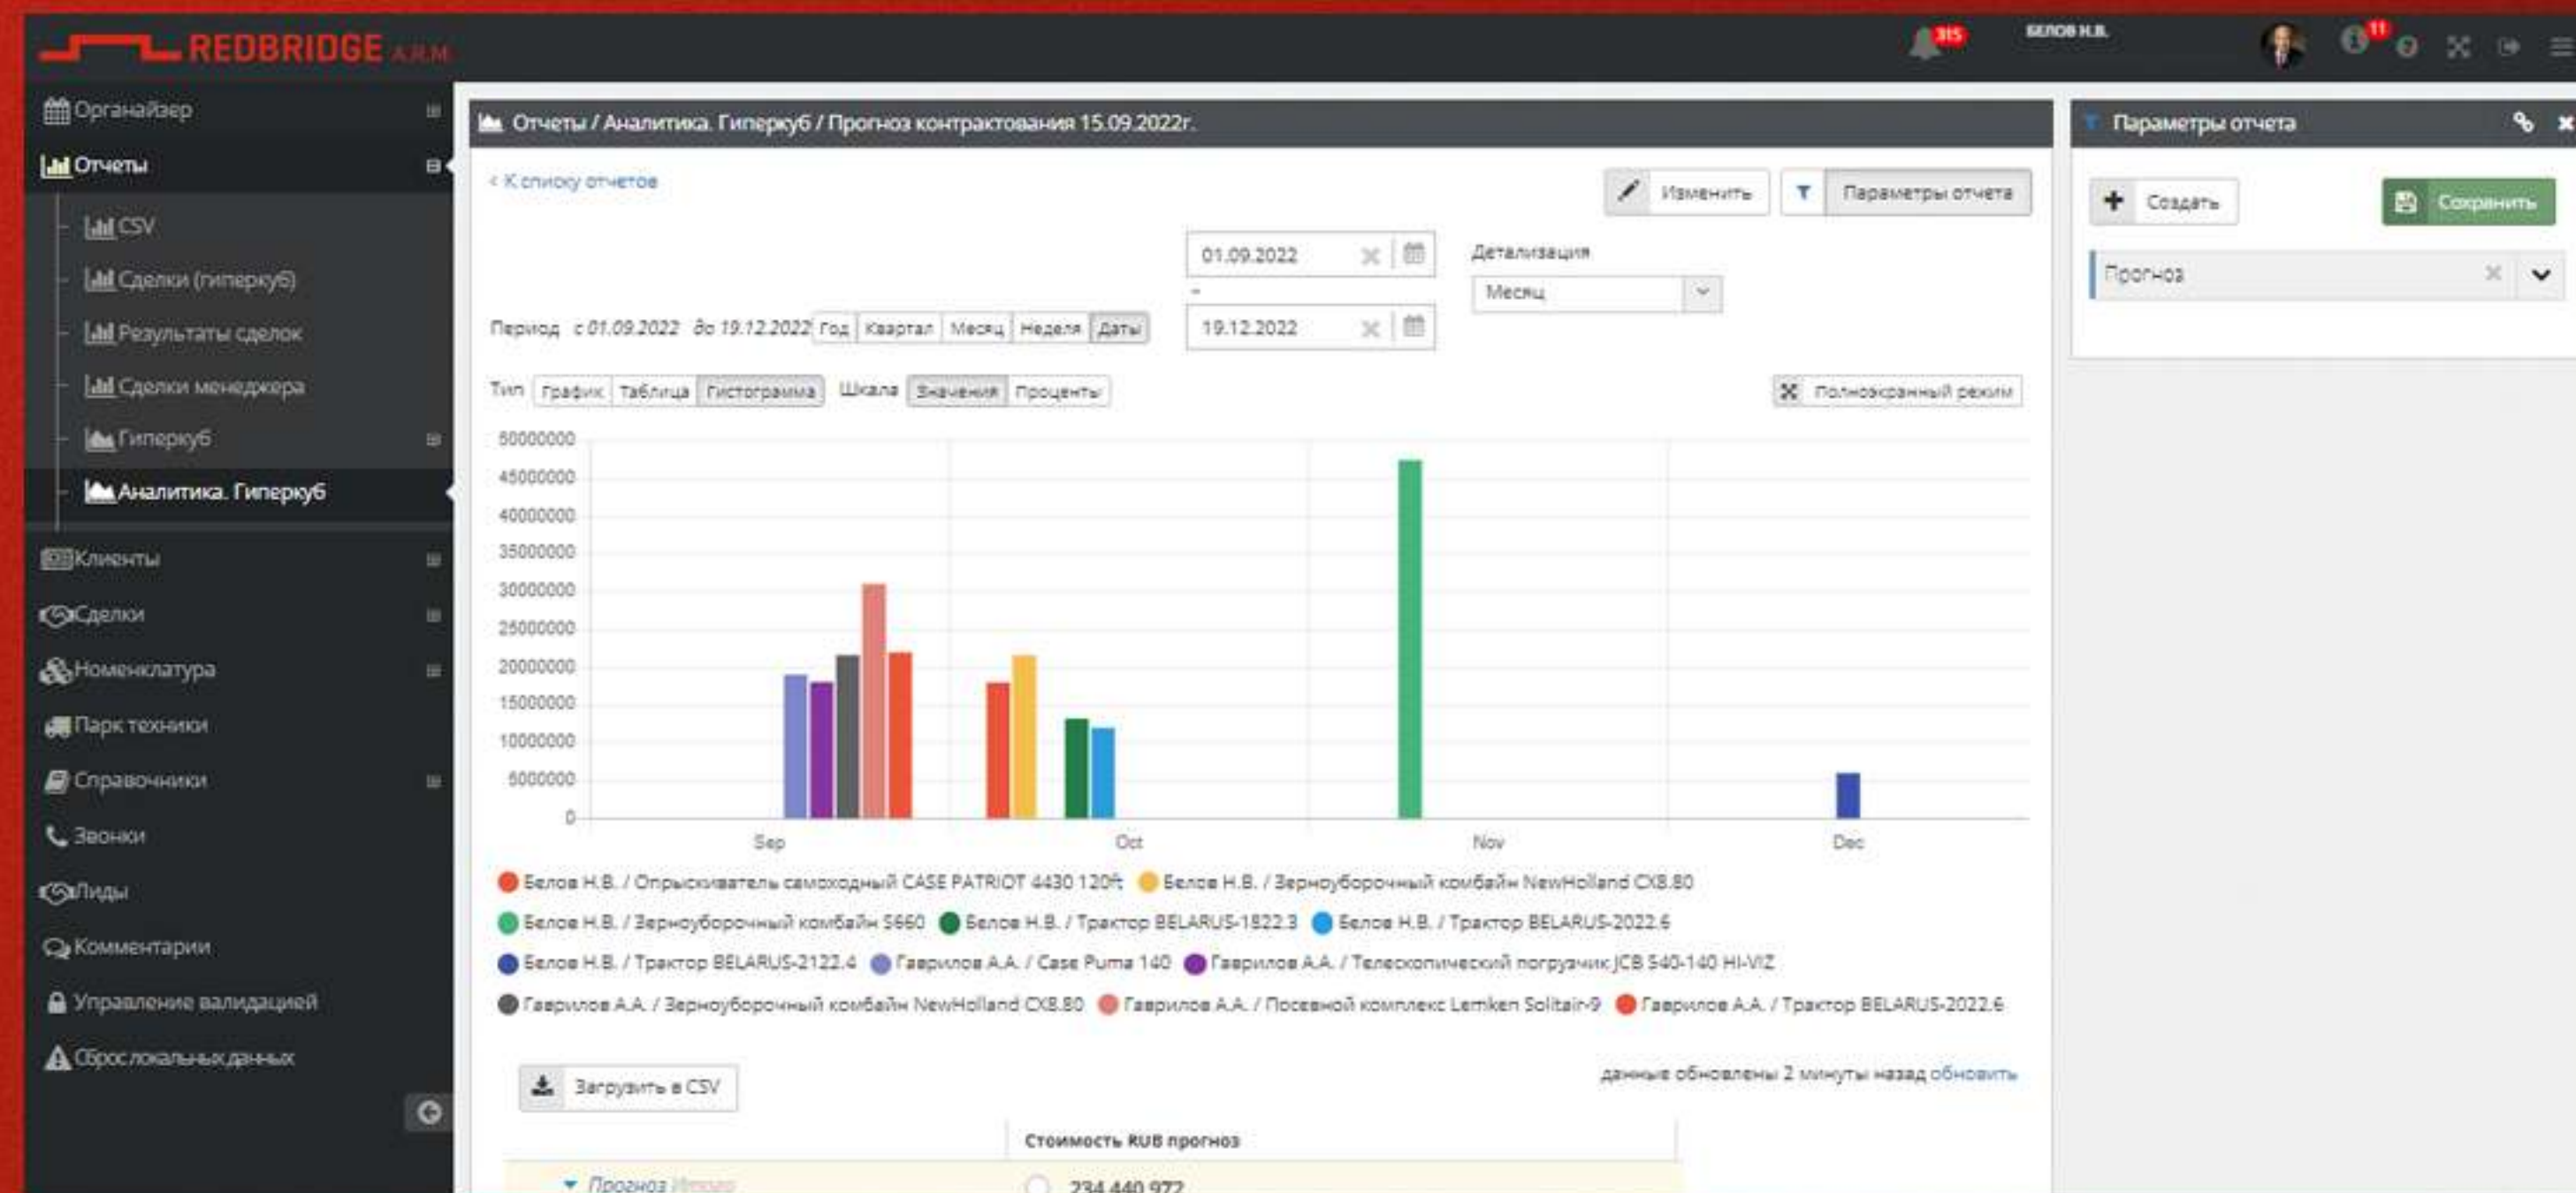 REDBRIDGE A.R.M.
315
БЕЛОВ Н.В.
11
Органайзер
Отчеты
CSV
Сделки (гиперкуб)
Результаты сделок
Сделки менеджера
Гиперкуб
Аналитика. Гиперкуб
Клиенты
Сделки
Номенклатура
Парк техники
Справочники
Звонки
Лиды
Комментарии
Управление валидацией
Сброс локальных данных
Отчеты / Аналитика. Гиперкуб / Прогноз контрактования 15.09.2022г.
< К списку отчетов
Изменить
Параметры отчета
01.09.2022
Детализация
–
Месяц
Период с 01.09.2022 до 19.12.2022 Год Квартал Месяц Неделя Даты
19.12.2022
Тип График Таблица Гистограмма Шкала Значения Проценты
Полноэкранный режим
50000000
45000000
40000000
35000000
30000000
25000000
20000000
15000000
10000000
5000000
0
Sep Oct Nov Dec
Белов Н.В. / Опрыскиватель самоходный CASE PATRIOT 4430 120ft Белов Н.В. / Зерноуборочный комбайн NewHolland CX8.80
Белов Н.В. / Зерноуборочный комбайн S660 Белов Н.В. / Трактор BELARUS-1822.3 Белов Н.В. / Трактор BELARUS-2022.6
Белов Н.В. / Трактор BELARUS-2122.4 Гаврилов А.А. / Case Puma 140 Гаврилов А.А. / Телескопический погрузчик JCB 540-140 HI-VIZ
Гаврилов А.А. / Зерноуборочный комбайн NewHolland CX8.80 Гаврилов А.А. / Посевной комплекс Lemken Solitair-9 Гаврилов А.А. / Трактор BELARUS-2022.6
Загрузить в CSV
данные обновлены 2 минуты назад обновить
Стоимость RUB прогноз
Прогноз Итого
234 440 972
Параметры отчета
Создать
Сохранить
Прогноз